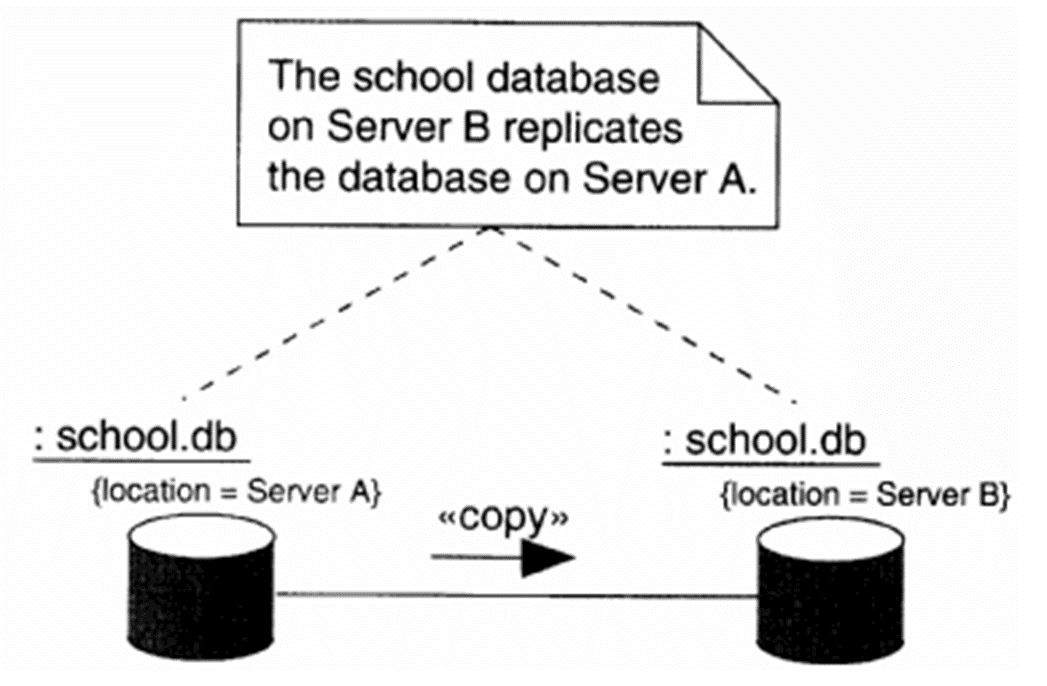 The school database
on Server B replicates
the database on Server A.
: school.db
{location = Server A}
«copy»
: school.db
{location = Server B}